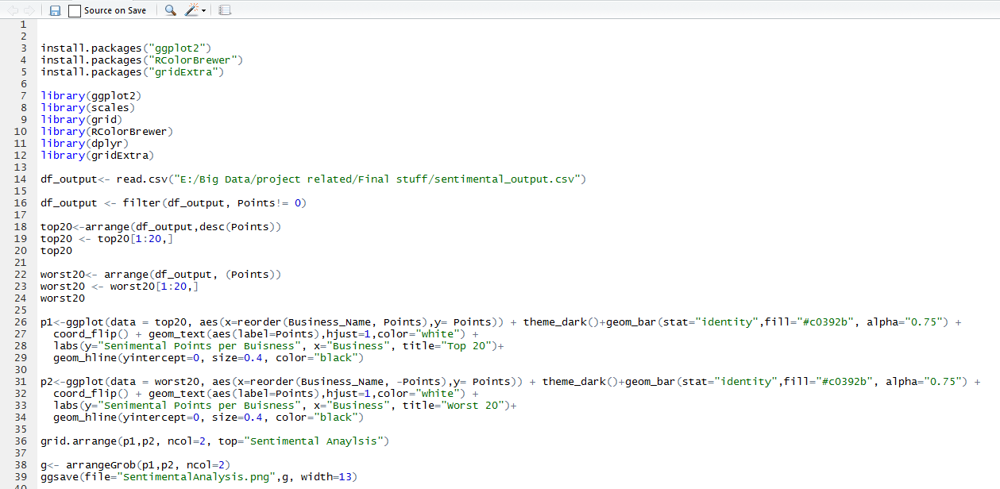 Source on Save
1
2
3 install.packages("ggplot2")
4 install.packages("RColorBrewer")
5 install.packages("gridExtra")
6
7 library(ggplot2)
8 library(scales)
9 library(grid)
10 library(RColorBrewer)
11 library(dplyr)
12 library(gridExtra)
13
14 df_output<- read.csv("E:/Big Data/project related/Final stuff/sentimental_output.csv")
15
16 df_output <- filter(df_output, Points!= 0)
17
18 top20<-arrange(df_output,desc(Points))
19 top20 <- top20[1:20,]
20 top20
21
22 worst20<- arrange(df_output, (Points))
23 worst20 <- worst20[1:20,]
24 worst20
25
26 p1<-ggplot(data = top20, aes(x=reorder(Business_Name, Points),y= Points)) + theme_dark()+geom_bar(stat="identity",fill="#c0392b", alpha="0.75") +
27 coord_flip() + geom_text(aes(label=Points),hjust=1,color="white") +
28 labs(y="Senimental Points per Buisness", x="Business", title="Top 20")+
29 geom_hline(yintercept=0, size=0.4, color="black")
30
31 p2<-ggplot(data = worst20, aes(x=reorder(Business_Name, -Points),y= Points)) + theme_dark()+geom_bar(stat="identity",fill="#c0392b", alpha="0.75") +
32 coord_flip() + geom_text(aes(label=Points),hjust=1,color="white") +
33 labs(y="Senimental Points per Buisness", x="Business", title="Worst 20")+
34 geom_hline(yintercept=0, size=0.4, color="black")
35
36 grid.arrange(p1,p2, ncol=2, top="Sentimental Anaylsis")
37
38 g<- arrangeGrob(p1,p2, ncol=2)
39 ggsave(file="SentimentalAnalysis.png",g, width=13)
40